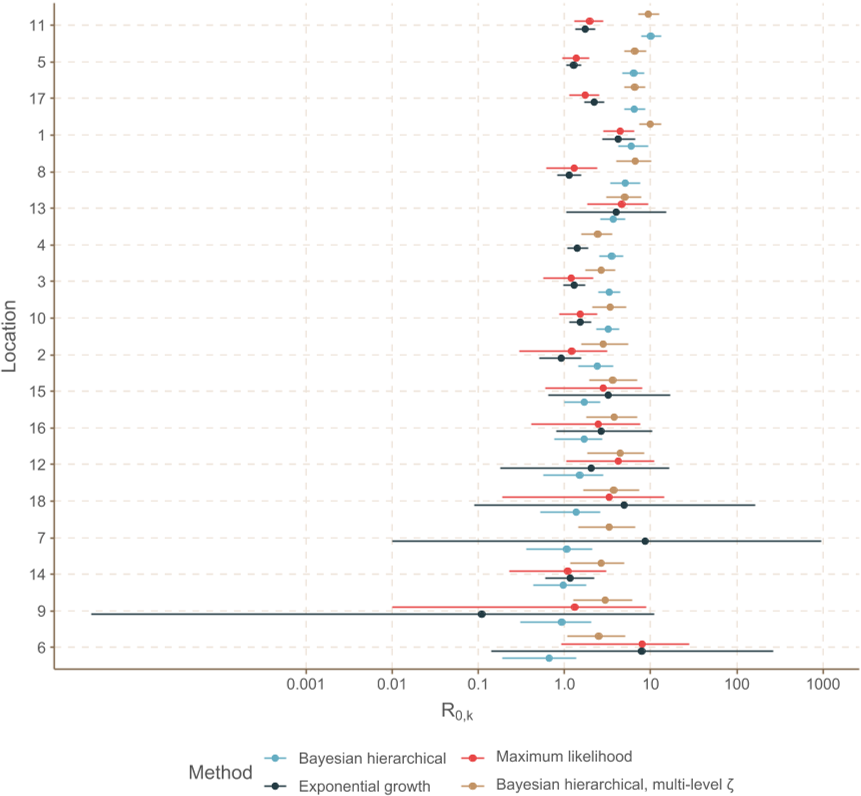 Location
11
5
17
1
8
13
4
3
10
2
15
16
12
18
7
14
9
6
0.001 0.01 0.1 1.0 10 100 1000
R0,k
Method
Bayesian hierarchical
Maximum likelihood
Exponential growth
Bayesian hierarchical, multi-level ζ